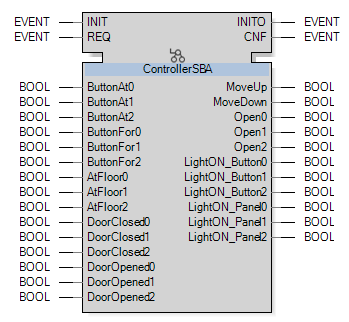 EVENT INIT INITO EVENT
EVENT REQ CNF EVENT
ControllerSBA
BOOL ButtonAt0 MoveUp BOOL
BOOL ButtonAt1 MoveDown BOOL
BOOL ButtonAt2 Open0 BOOL
BOOL ButtonFor0 Open1 BOOL
BOOL ButtonFor1 Open2 BOOL
BOOL ButtonFor2 LightON_Button0 BOOL
BOOL AtFloor0 LightON_Button1 BOOL
BOOL AtFloor1 LightON_Button2 BOOL
BOOL AtFloor2 LightON_Panel0 BOOL
BOOL DoorClosed0 LightON_Panel1 BOOL
BOOL DoorClosed1 LightON_Panel2 BOOL
BOOL DoorClosed2
BOOL DoorOpened0
BOOL DoorOpened1
BOOL DoorOpened2